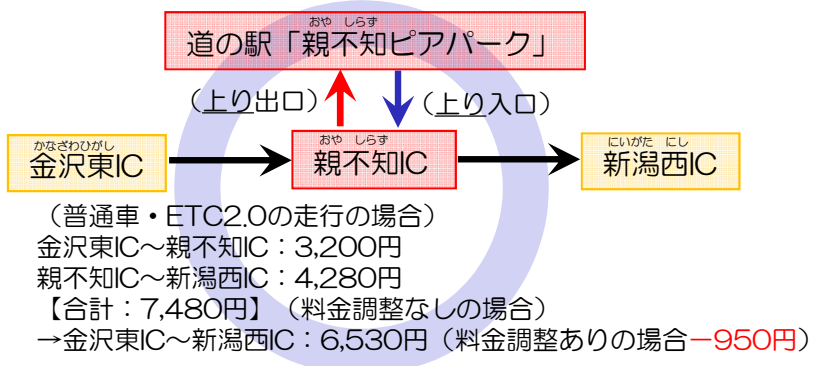 おや しらず
道の駅「親不知ピアパーク」
（上り出口）
（上り入口）
かなざわひがし
金沢東IC
おや しらず
親不知IC
にいがた にし
新潟西IC
（普通車・ETC2.0の走行の場合）
金沢東IC～親不知IC：3,200円
親不知IC～新潟西IC：4,280円
【合計：7,480円】（料金調整なしの場合）
→金沢東IC～新潟西IC：6,530円（料金調整ありの場合－950円）